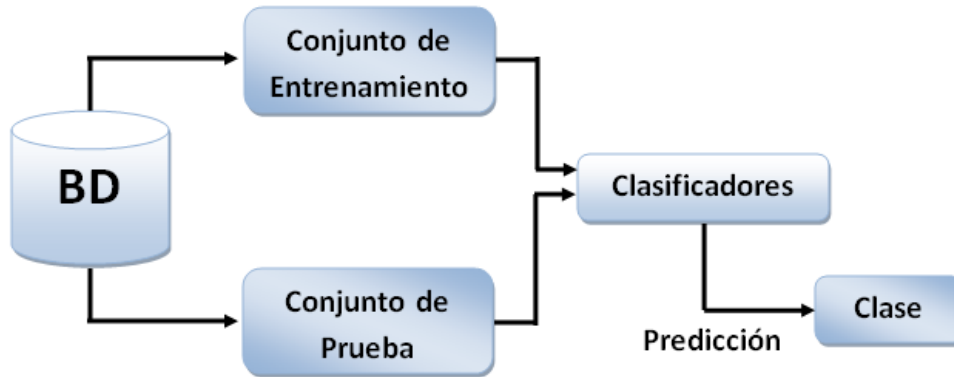 Conjunto de
Entrenamiento
BD
Clasificadores
Conjunto de
Prueba
Predicción
Clase